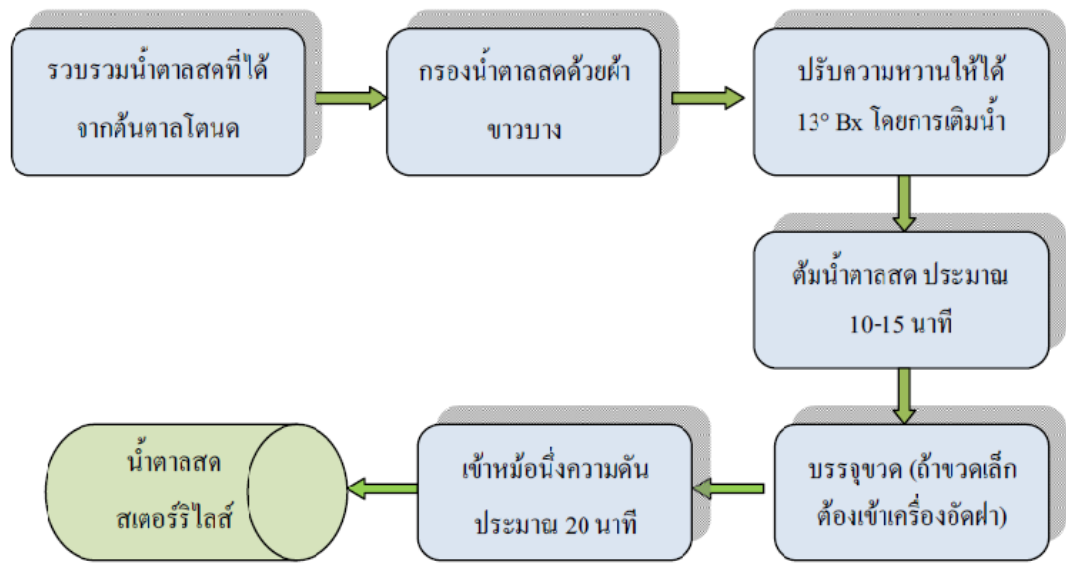 รวบรวมน้ำตาลสดที่ได้
จากต้นตาลโตนด
กรองน้ำตาลสดด้วยผ้า
ขาวบาง
ปรับความหวานให้ได้
13° Bx โดยการเติมน้ำ
ต้มน้ำตาลสด ประมาณ
10-15 นาที
บรรจุขวด (ถ้าขวดเล็ก
ต้องเข้าเครื่องอัดฝา)
เข้าหม้อนึ่งความดัน
ประมาณ 20 นาที
น้ำตาลสด
สเตอร์ริไลส์